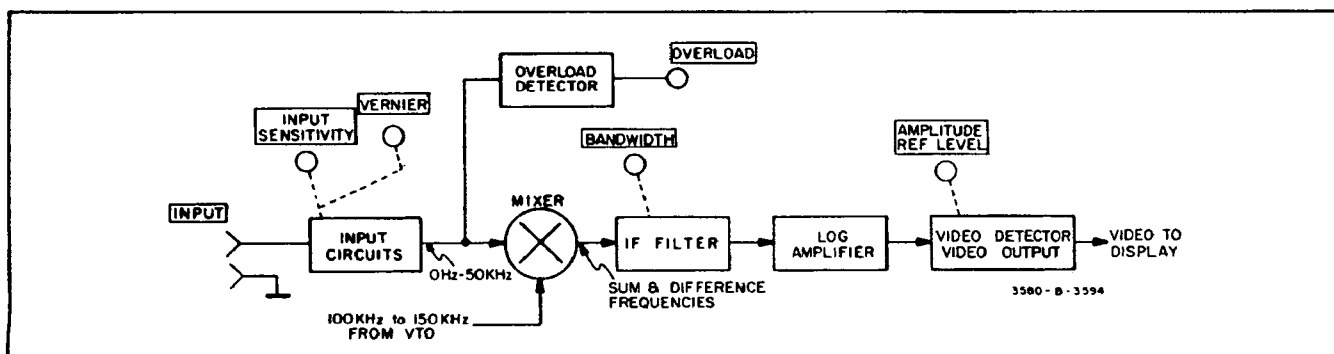 OVERLOAD
OVERLOAD
DETECTOR
VERNIER
INPUT
SENSITIVITY
AMPLITUDE
REF LEVEL
BANDWIDTH
MIXER
INPUT
INPUT
CIRCUITS
IF FILTER
LOG
AMPLIFIER
VIDEO DETECTOR
VIDEO OUTPUT
VIDEO TO
DISPLAY
0Hz-50KHz
SUM & DIFFERENCE
FREQUENCIES
3580-B-3594
100KHz to 150KHz
FROM VTO